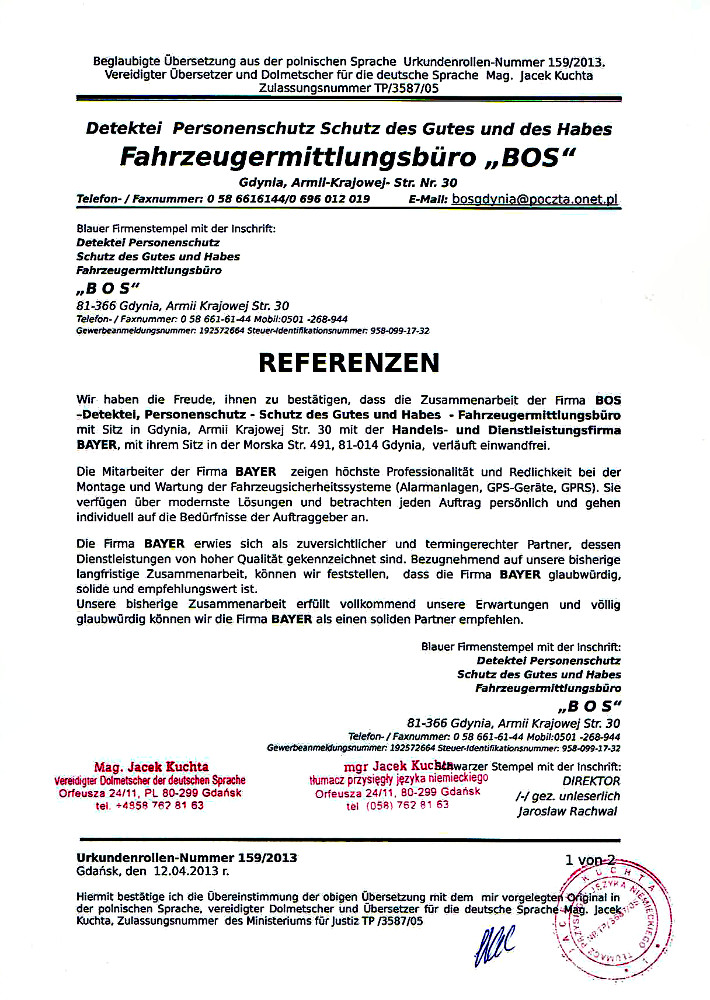 Beglaubigte Übersetzung aus der polnischen Sprache Urkundenrollen-Nummer 159/2013.
Vereidigter Übersetzer und Dolmetscher für die deutsche Sprache Mag. Jacek Kuchta
Zulassungsnummer TP/3587/05
Detektei Personenschutz Schutz des Gutes und des Habes
Fahrzeugermittlungsbüro „BOS“
Gdynia, Armii-Krajowej- Str. Nr. 30
Telefon- / Faxnummer: 0 58 6616144/0 696 012 019 E-Mail: bosgdynia@poczta.onet.pl
Blauer Firmenstempel mit der Inschrift:
Detektei Personenschutz
Schutz des Gutes und Habes
Fahrzeugermittlungsbüro
„B O S“
81-366 Gdynia, Armii Krajowej Str. 30
Telefon- / Faxnummer: 0 58 661-61-44 Mobil:0501 -268-944
Gewerbeanmeldungsnummer: 192572664 Steuer-Identifikationsnummer: 958-099-17-32
REFERENZEN
Wir haben die Freude, ihnen zu bestätigen, dass die Zusammenarbeit der Firma BOS
–Detektei, Personenschutz - Schutz des Gutes und Habes - Fahrzeugermittlungsbüro
mit Sitz in Gdynia, Armii Krajowej Str. 30 mit der Handels- und Dienstleistungsfirma
BAYER, mit ihrem Sitz in der Morska Str. 491, 81-014 Gdynia, verläuft einwandfrei.
Die Mitarbeiter der Firma BAYER zeigen höchste Professionalität und Redlichkeit bei der
Montage und Wartung der Fahrzeugsicherheitssysteme (Alarmanlagen, GPS-Geräte, GPRS). Sie
verfügen über modernste Lösungen und betrachten jeden Auftrag persönlich und gehen
individuell auf die Bedürfnisse der Auftraggeber an.
Die Firma BAYER erwies sich als zuversichtlicher und termingerechter Partner, dessen
Dienstleistungen von hoher Qualität gekennzeichnet sind. Bezugnehmend auf unsere bisherige
langfristige Zusammenarbeit, können wir feststellen, dass die Firma BAYER glaubwürdig,
solide und empfehlungswert ist.
Unsere bisherige Zusammenarbeit erfüllt vollkommend unsere Erwartungen und völlig
glaubwürdig können wir die Firma BAYER als einen soliden Partner empfehlen.
Blauer Firmenstempel mit der Inschrift:
Detektei Personenschutz
Schutz des Gutes und Habes
Fahrzeugermittlungsbüro
„B O S“
81-366 Gdynia, Armii Krajowej Str. 30
Telefon- / Faxnummer: 0 58 661-61-44 Mobil:0501 -268-944
Gewerbeanmeldungsnummer: 192572664 Steuer-Identifikationsnummer: 958-099-17-32
Mag. Jacek Kuchta
Vereidigter Dolmetscher der deutschen Sprache
Orfeusza 24/11, PL 80-299 Gdańsk
tel. +4858 762 81 63
mgr Jacek Kuchta
tłumacz przysięgły języka niemieckiego
Orfeusza 24/11, 80-299 Gdańsk
tel (058) 762 81 63
Schwarzer Stempel mit der Inschrift:
DIREKTOR
/-/ gez. unleserlich
Jaroslaw Rachwal
Urkundenrollen-Nummer 159/2013
Gdańsk, den 12.04.2013 r.
1 von 2
Hiermit bestätige ich die Übereinstimmung der obigen Übersetzung mit dem mir vorgelegten Original in
der polnischen Sprache, vereidigter Dolmetscher und Übersetzer für die deutsche Sprache Mag. Jacek
Kuchta, Zulassungsnummer des Ministeriums für Justiz TP /3587/05
JACEK KUCHTA
TŁUMACZ PRZYSIĘGŁY JĘZYKA NIEMIECKIEGO
NR TP/3587/05